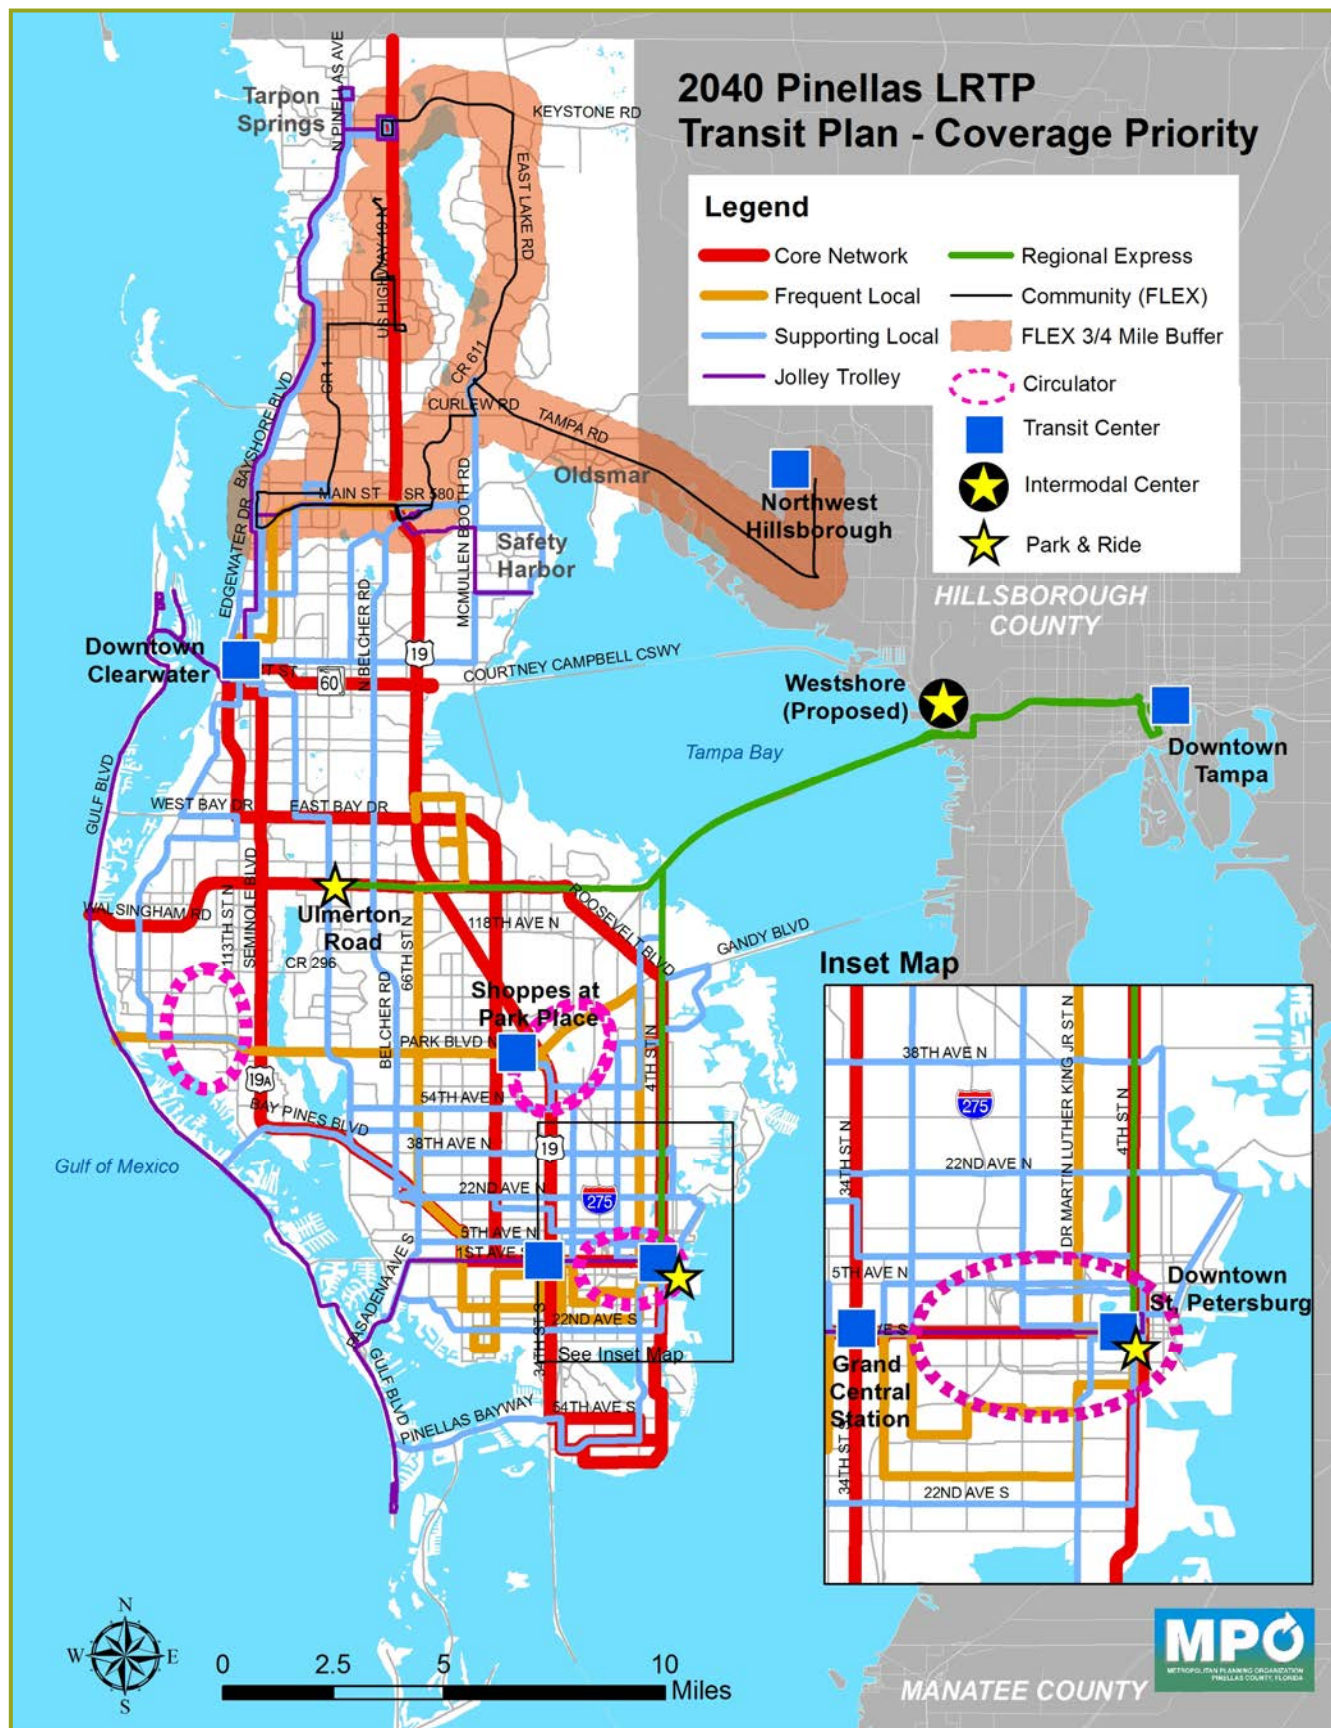 2040 Pinellas LRTP
Transit Plan - Coverage Priority
Legend
Core Network
Frequent Local
Supporting Local
Jolley Trolley
Regional Express
Community (FLEX)
FLEX 3/4 Mile Buffer
Circulator
Transit Center
Intermodal Center
Park & Ride
Tarpon
Springs
N PINELLAS AVE
KEYSTONE RD
EAST LAKE RD
US HIGHWAY 19 N
CR 1
CR 611
CURLEW RD
TAMPA RD
BAYSHORE BLVD
Oldsmar
MAIN ST
SR 580
Northwest
Hillsborough
EDGEWATER DR
MCMULLEN BOOTH RD
Safety
Harbor
N BELCHER RD
HILLSBOROUGH
COUNTY
Downtown
Clearwater
19
60
COURTNEY CAMPBELL CSWY
Westshore
(Proposed)
Tampa Bay
Downtown
Tampa
GULF BLVD
WEST BAY DR
EAST BAY DR
WALSINGHAM RD
113TH ST N
SEMINOLE BLVD
Ulmerton
Road
CR 296
66TH ST N
118TH AVE N
ROOSEVELT BLVD
GANDY BLVD
BELCHER RD
Shoppes at
Park Place
PARK BLVD N
4TH ST N
19A
54TH AVE N
BAY PINES BLVD
38TH AVE N
19
Gulf of Mexico
22ND AVE N
275
5TH AVE N
1ST AVE S
PASADENA AVE S
22ND AVE S
34TH ST S
See Inset Map
GULF BLVD
PINELLAS BAYWAY
54TH AVE S
Inset Map
38TH AVE N
275
DR MARTIN LUTHER KING JR ST N
4TH ST N
34TH ST N
22ND AVE N
5TH AVE N
Downtown
St. Petersburg
Grand
Central
Station
34TH ST S
22ND AVE S
N
W
E
S
0 2.5 5 10
Miles
MANATEE COUNTY
MPO
METROPOLITAN PLANNING ORGANIZATION
PINELLAS COUNTY, FLORIDA